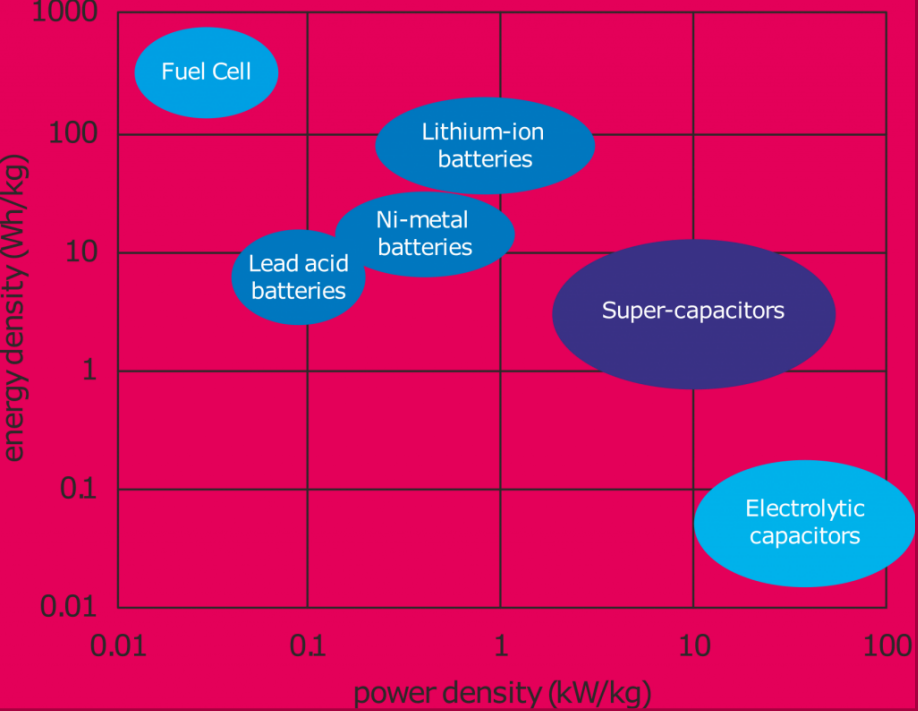 1000
Fuel Cell
100
Lithium-ion
batteries
Ni-metal
batteries
10
Lead acid
batteries
Super-capacitors
1
0.1
Electrolytic
capacitors
0.01
energy density (Wh/kg)
0.01 0.1 1 10 100
power density (kW/kg)